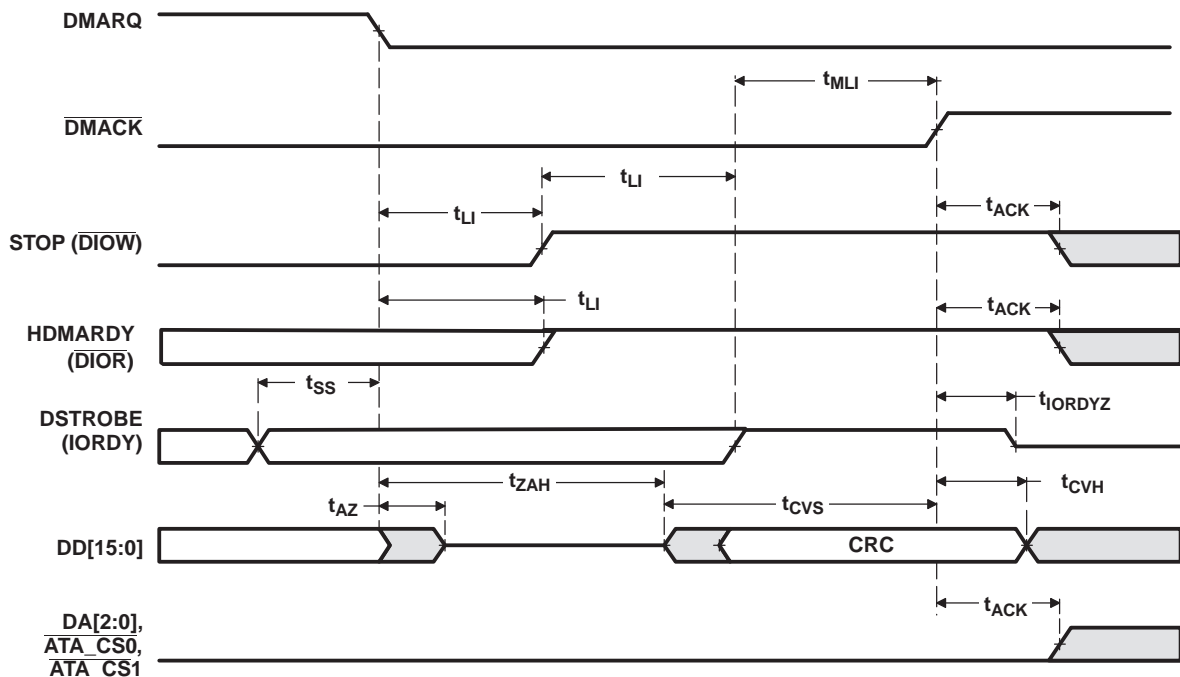 DMARQ
tMLI
DMACK
tLI
tLI
tACK
STOP (DIOW)
tLI
tACK
HDMARDY
(DIOR)
tSS
tIORDYZ
DSTROBE
(IORDY)
tZAH
tCVH
tAZ
tCVS
DD[15:0]
CRC
tACK
DA[2:0],
ATA_CS0,
ATA_CS1